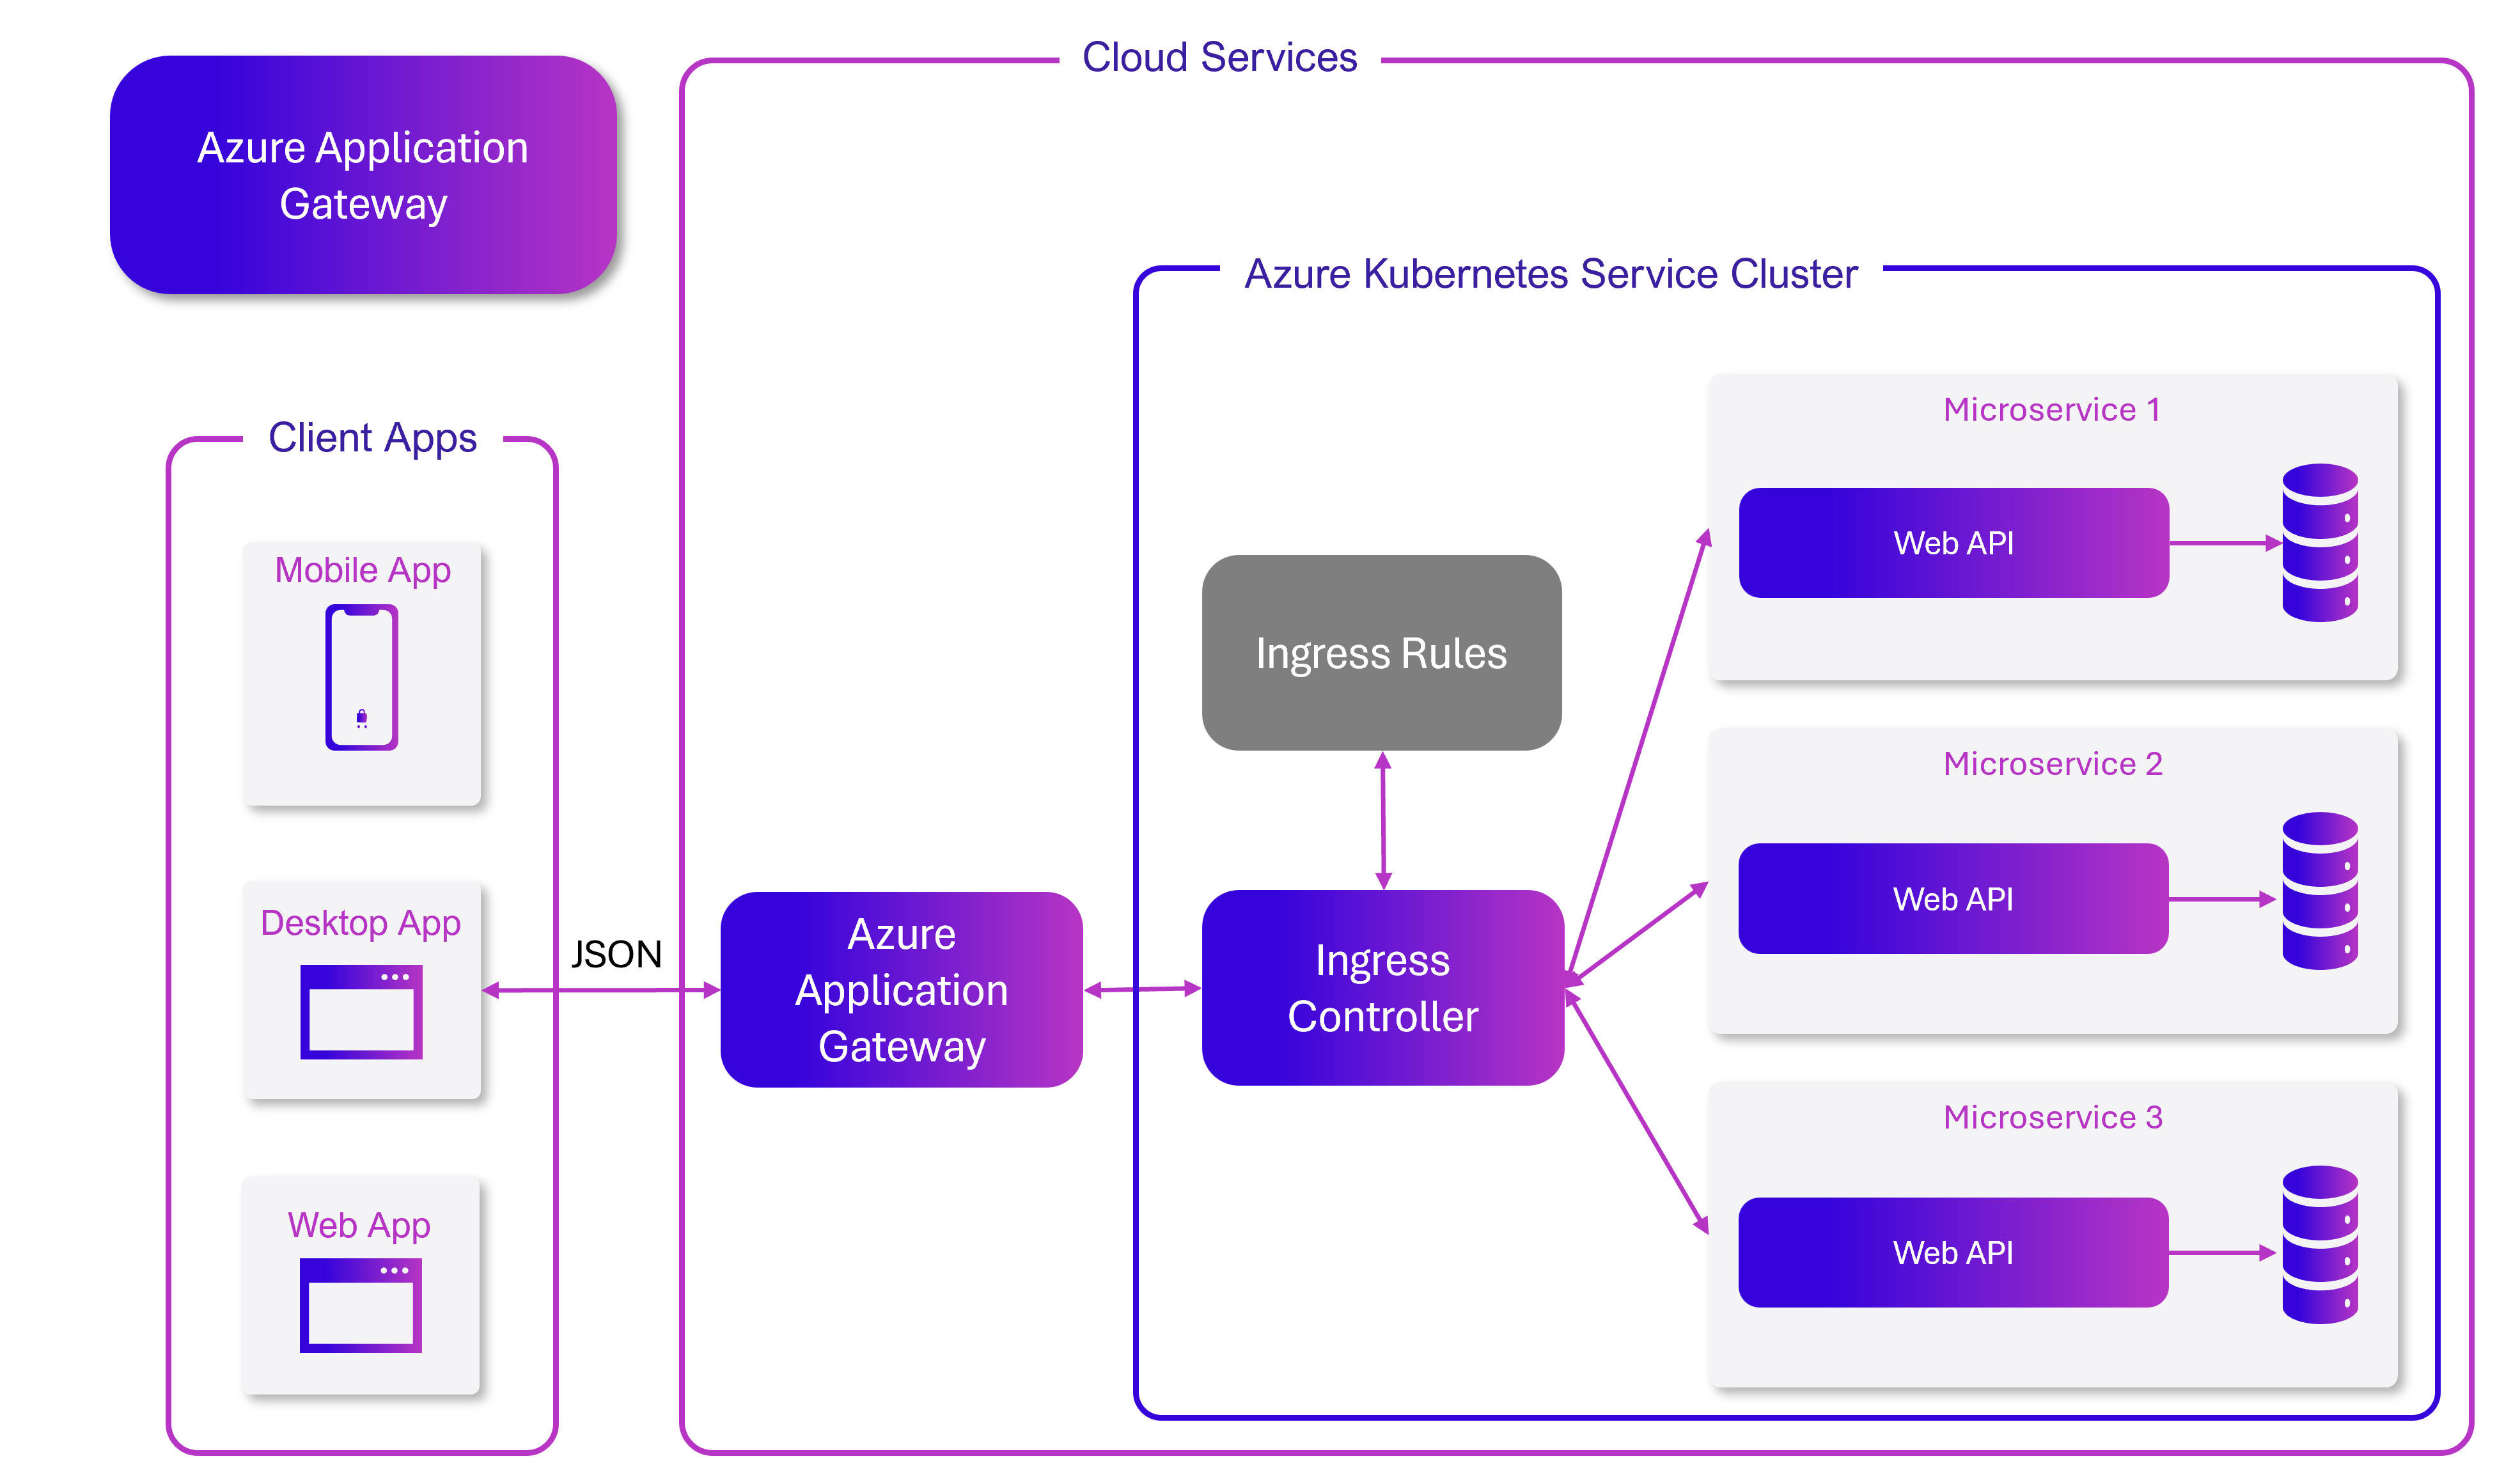 Azure Application
Gateway
Cloud Services
Azure Kubernetes Service Cluster
Client Apps
Mobile App
Desktop App
Web App
JSON
Azure
Application
Gateway
Ingress Rules
Ingress
Controller
Microservice 1
Web API
Microservice 2
Web API
Microservice 3
Web API